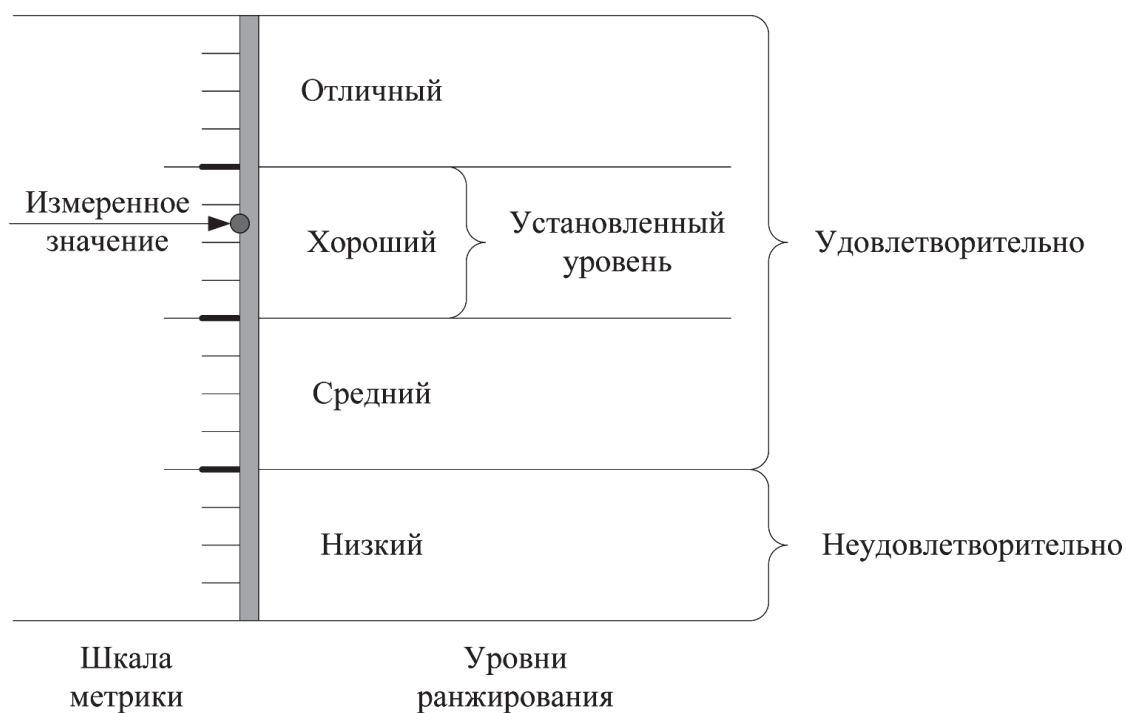 Отличный
Измеренное
значение
Хороший
Установленный
уровень
Удовлетворительно
Средний
Низкий
Неудовлетворительно
Шкала
метрики
Уровни
ранжирования